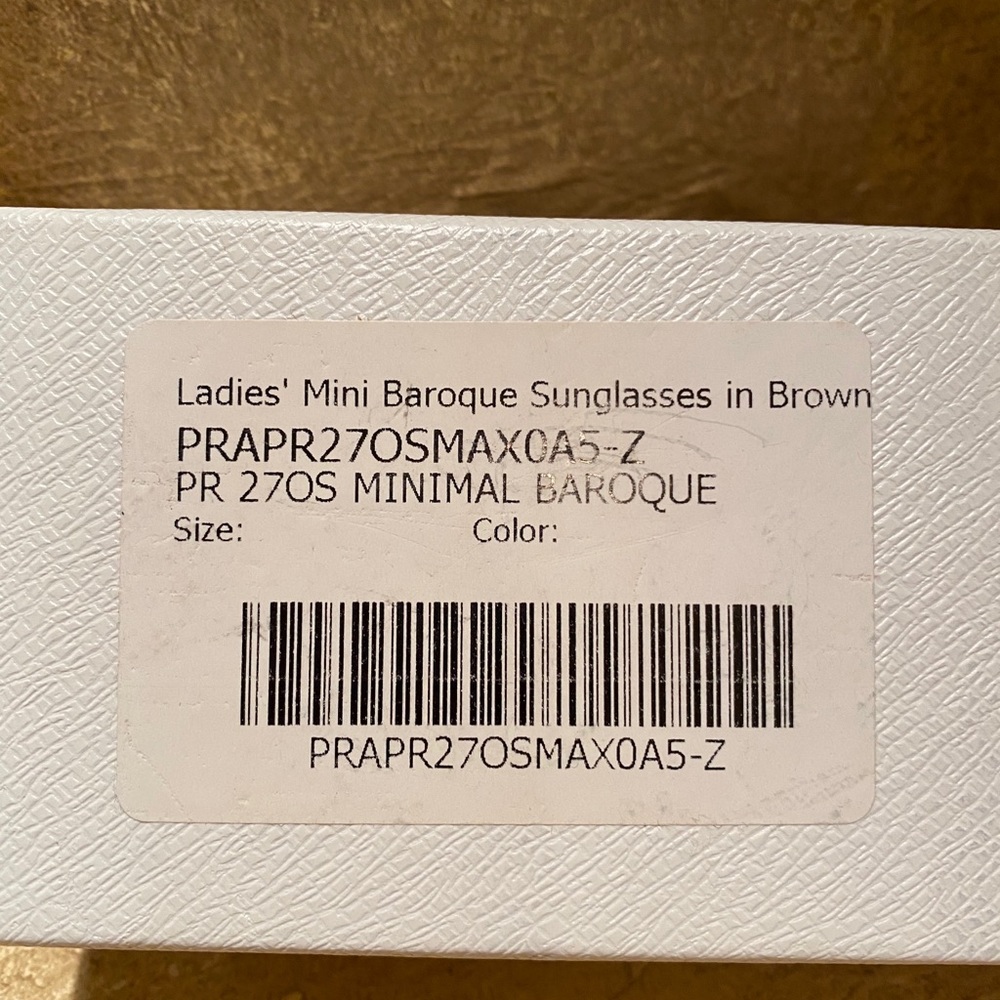 Ladies' Mini Baroque Sunglasses in Brown
PRAPR27OSMAX0A5-Z
PR 27OS MINIMAL BAROQUE
Size: Color:
PRAPR27OSMAX0A5-Z